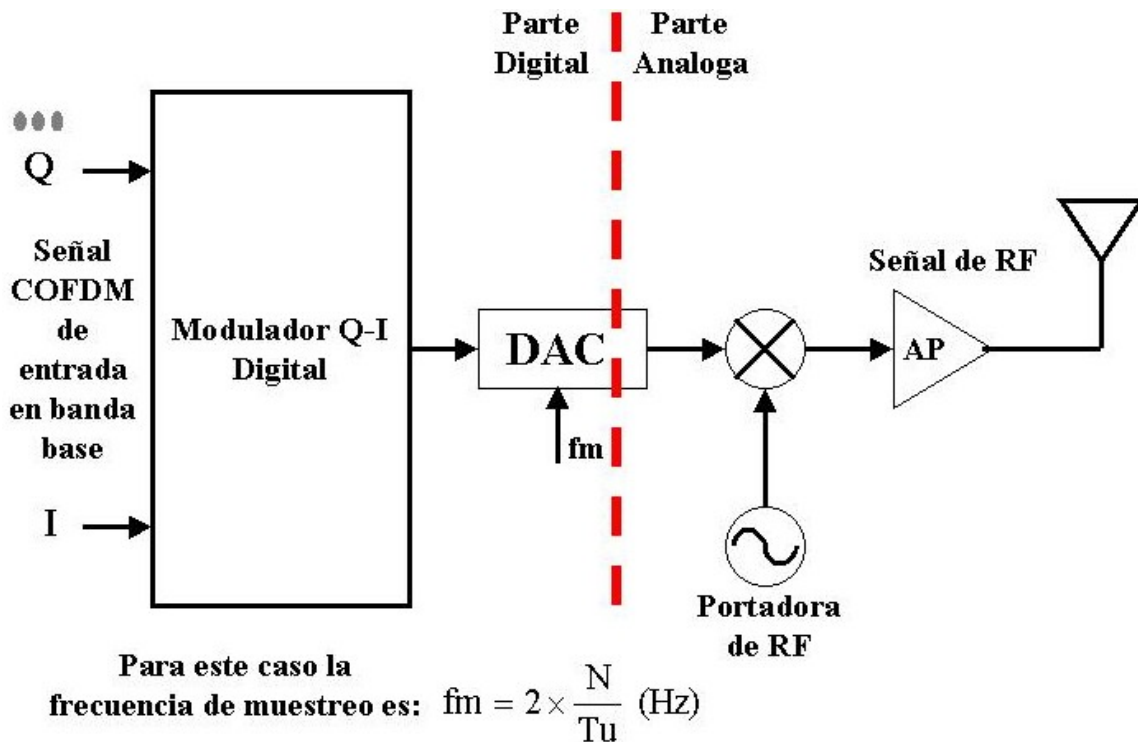 Parte
Digital
Parte
Analoga
Q
Señal
COFDM
de
entrada
en banda
base
I
Modulador Q-I
Digital
DAC
fm
Señal de RF
AP
Portadora
de RF
Para este caso la
frecuencia de muestreo es: fm = 2 × N/Tu (Hz)